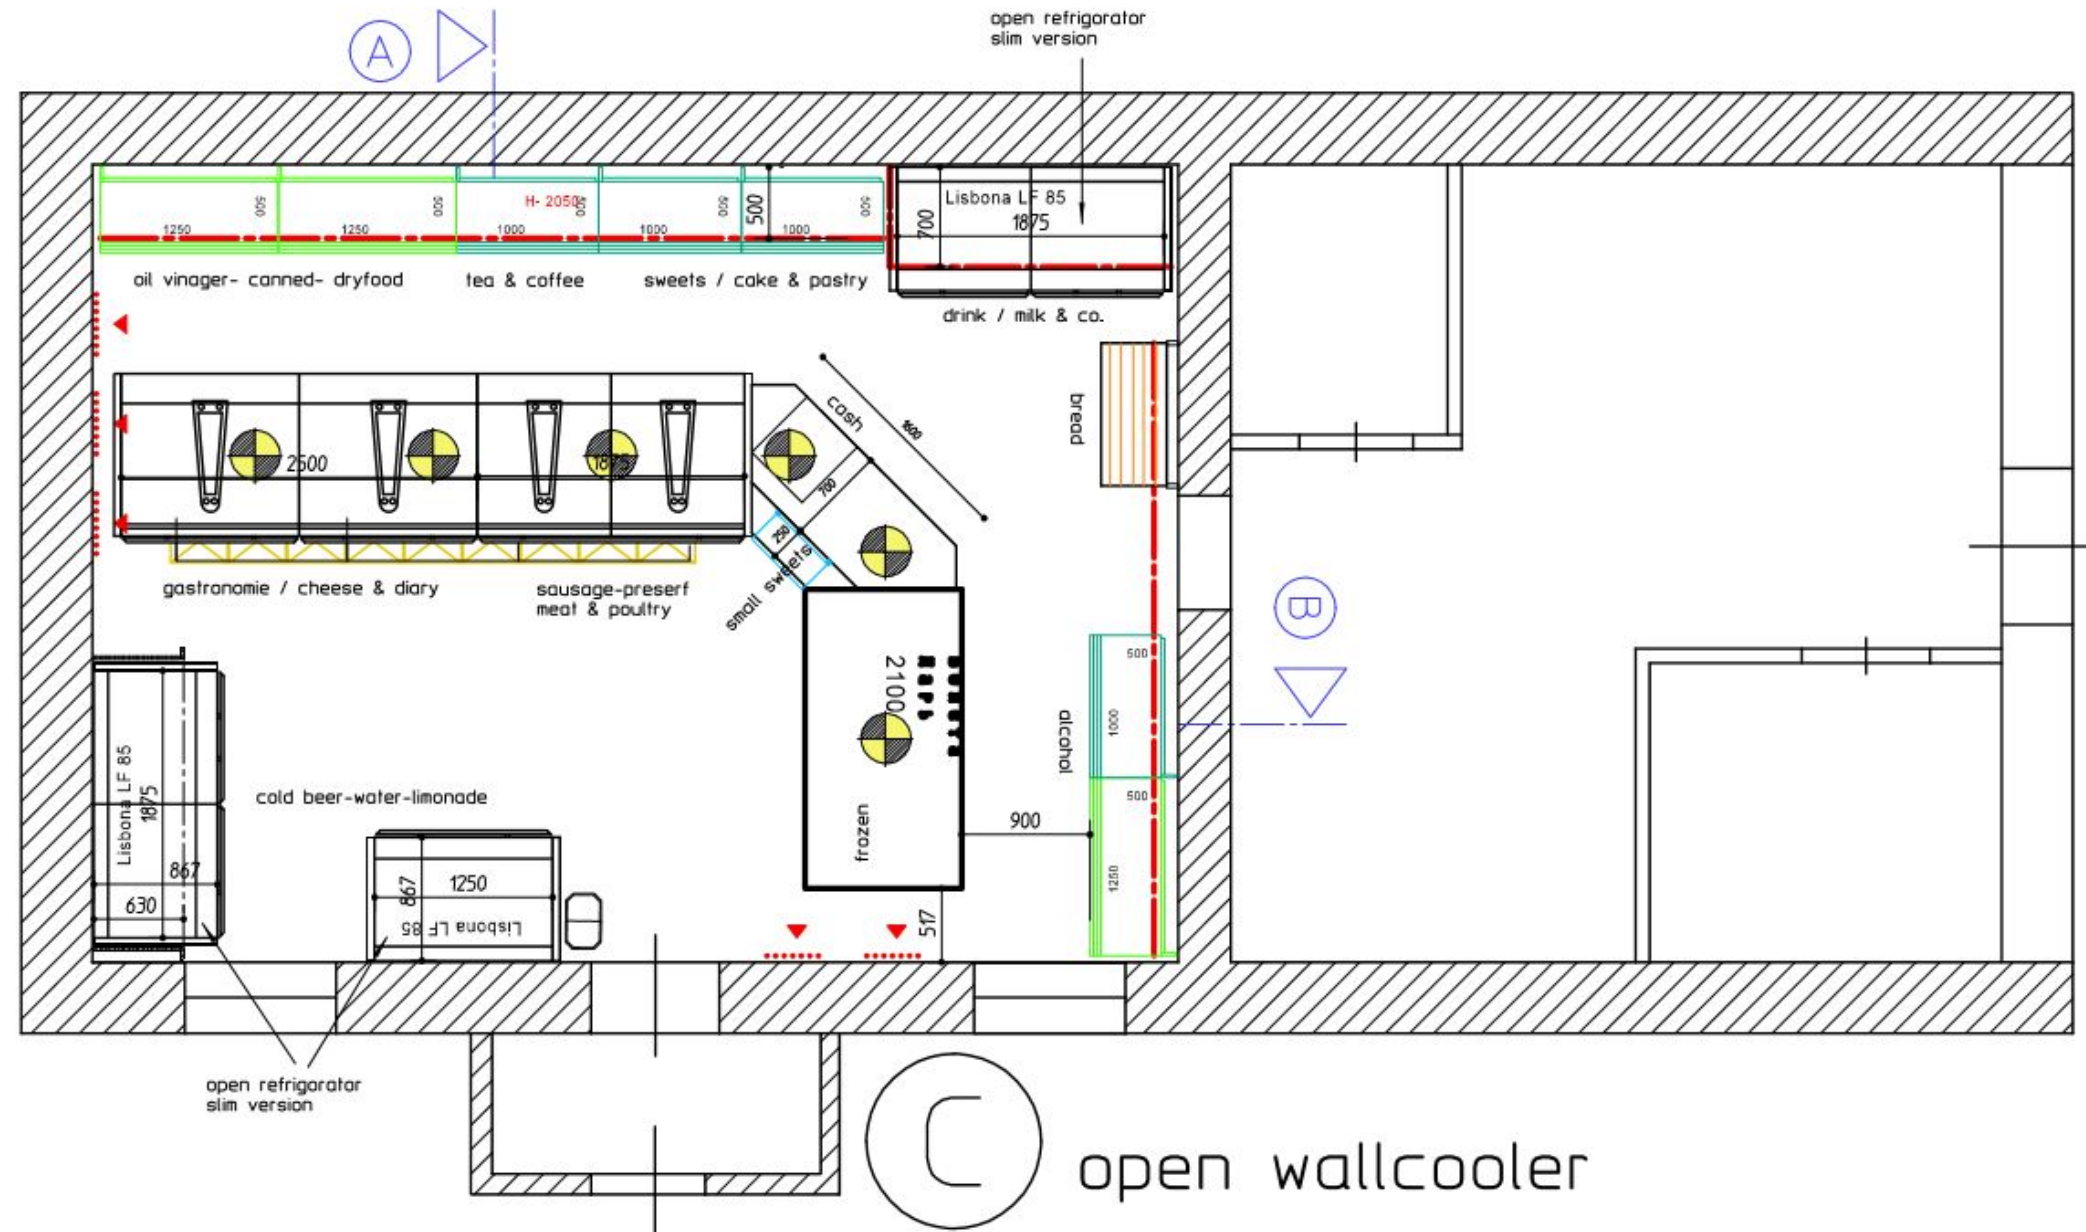 A
open refrigorator
slim version
500
500
H- 2050
500
500
500
500
1250
1250
1000
1000
1000
700
Lisbona LF 85
1875
oil vinager- canned- dryfood
tea & coffee
sweets / cake & pastry
drink / milk & co.
cash
1600
bread
2500
1875
700
250
small sweets
gastronomie / cheese & diary
sausage-preserf
meat & poultry
B
2100
frozen
alcohol
500
1000
500
1250
900
517
Lisbona LF 85
1875
867
630
cold beer-water-limonade
867
1250
Lisbona LF 85
open refrigorator
slim version
C open wallcooler